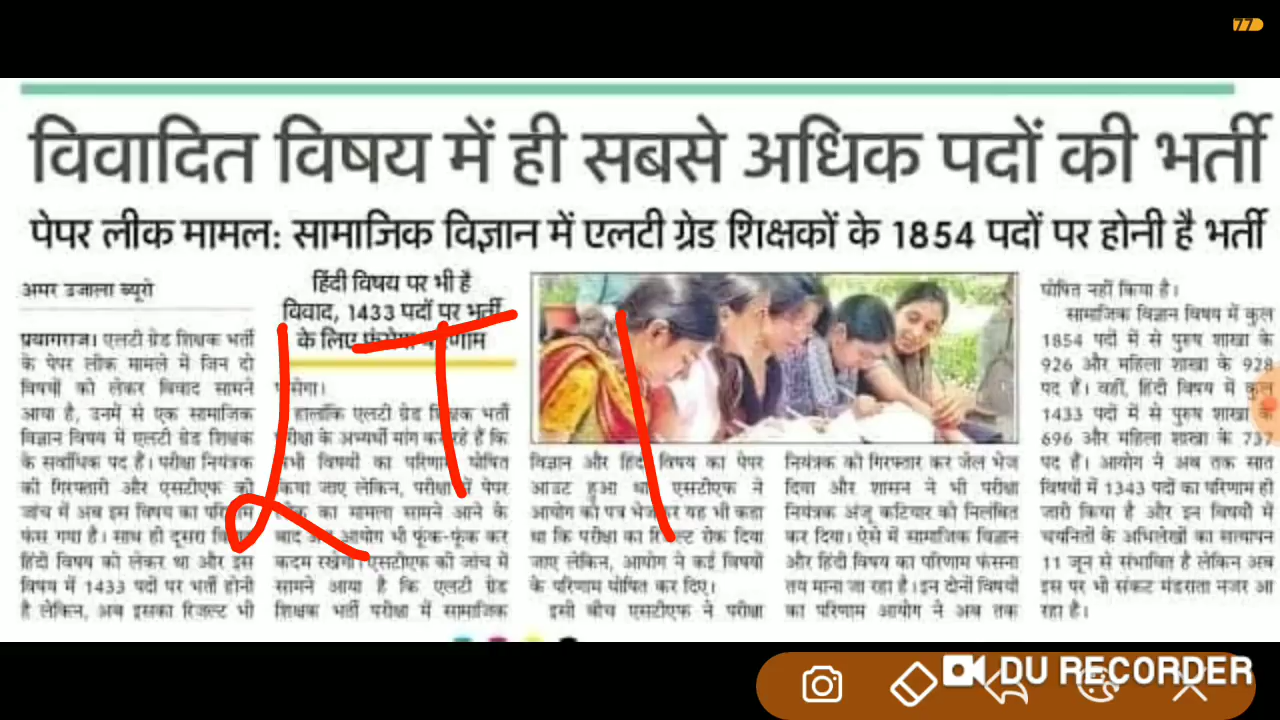 77
विवादित विषय में ही सबसे अधिक पदों की भर्ती
पेपर लीक मामल: सामाजिक विज्ञान में एलटी ग्रेड शिक्षकों के 1854 पदों पर होनी है भर्ती
अमर उजाला ब्यूरो
प्रयागराज। एलटी ग्रेड शिक्षक भर्ती
के पेपर लीक मामले में जिन दो
विषयों को लेकर विवाद सामने
आया है, उनमें से एक सामाजिक
विज्ञान विषय में एलटी ग्रेड शिक्षक
के सर्वाधिक पद है। परीक्षा नियंत्रक
की गिरफ्तारी और एसटीएफ की
जांच में अब इस विषय का परिणाम
फंस गया है। साथ ही दूसरा विवाद
हिंदी विषय को लेकर था और इस
विषय में 1433 पदों पर भर्ती होनी
है लेकिन, अब इसका रिजल्ट भी
हिंदी विषय पर भी है
विवाद, 1433 पदों पर भर्ती
के लिए फंसेगा परिणाम
फंसेगा।
हालांकि एलटी ग्रेड शिक्षक भर्ती
परीक्षा के अभ्यर्थी मांग कर रहे हैं कि
सभी विषयों का परिणाम घोषित
किया जाए लेकिन, परीक्षा में पेपर
लीक का मामला सामने आने के
बाद अब आयोग भी फूंक-फूंक कर
कदम रखेगा। एसटीएफ की जांच में
सामने आया है कि एलटी ग्रेड
शिक्षक भर्ती परीक्षा में सामाजिक
विज्ञान और हिंदी विषय का पेपर
आउट हुआ था। एसटीएफ ने
आयोग को पत्र भेजकर यह भी कहा
था कि परीक्षा का रिजल्ट रोक दिया
जाए लेकिन, आयोग ने कई विषयों
के परिणाम घोषित कर दिए।
इसी बीच एसटीएफ ने परीक्षा
नियंत्रक को गिरफ्तार कर जेल भेज
दिया और शासन ने भी परीक्षा
नियंत्रक अंजू कटियार को निलंबित
कर दिया। ऐसे में सामाजिक विज्ञान
और हिंदी विषय का परिणाम फंसना
तय माना जा रहा है। इन दोनों विषयों
का परिणाम आयोग ने अब तक
घोषित नहीं किया है।
सामाजिक विज्ञान विषय में कुल
1854 पदों में से पुरुष शाखा के
926 और महिला शाखा के 928
पद हैं। वहीं, हिंदी विषय में कुल
1433 पदों में से पुरुष शाखा के
696 और महिला शाखा के 737
पद है। आयोग ने अब तक सात
विषयों में 1343 पदों का परिणाम ही
जारी किया है और इन विषयों में
चयनितों के अभिलेखों का सत्यापन
11 जून से संभावित है लेकिन अब
इस पर भी संकट मंडराता नजर आ
रहा है।
DU RECORDER